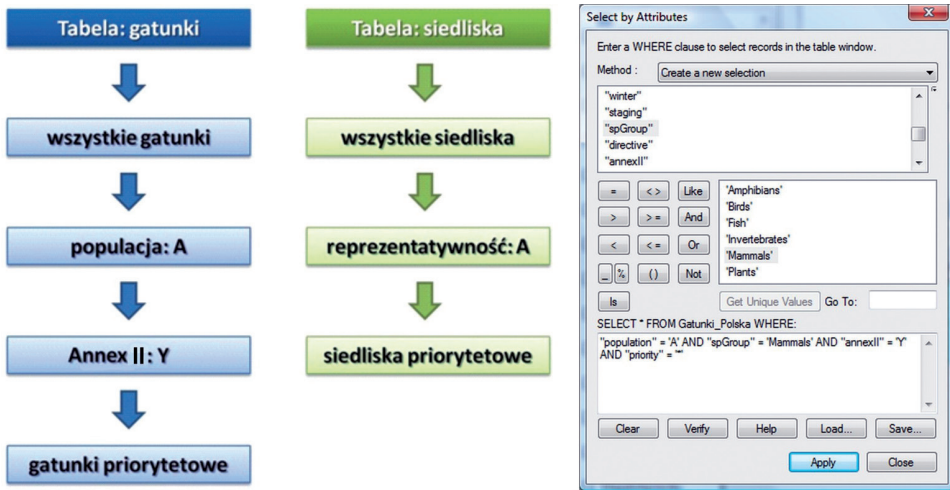 Tabela: gatunki
wszystkie gatunki
populacja: A
Annex II: Y
gatunki priorytetowe
Tabela: siedliska
wszystkie siedliska
reprezentatywność: A
siedliska priorytetowe
Select by Attributes
Enter a WHERE clause to select records in the table window.
Method : Create a new selection
"winter"
"staging"
"spGroup"
"directive"
"annexII"
= < > Like
> > = And
< < = Or
_ % ( ) Not
Is
'Amphibians'
'Birds'
'Fish'
'Invertebrates'
'Mammals'
'Plants'
Get Unique Values Go To:
SELECT * FROM Gatunki_Polska WHERE:
"population" = 'A' AND "spGroup" = 'Mammals' AND "annexII" = 'Y'
AND "priority" = '*'
Clear Verify Help Load... Save...
Apply Close